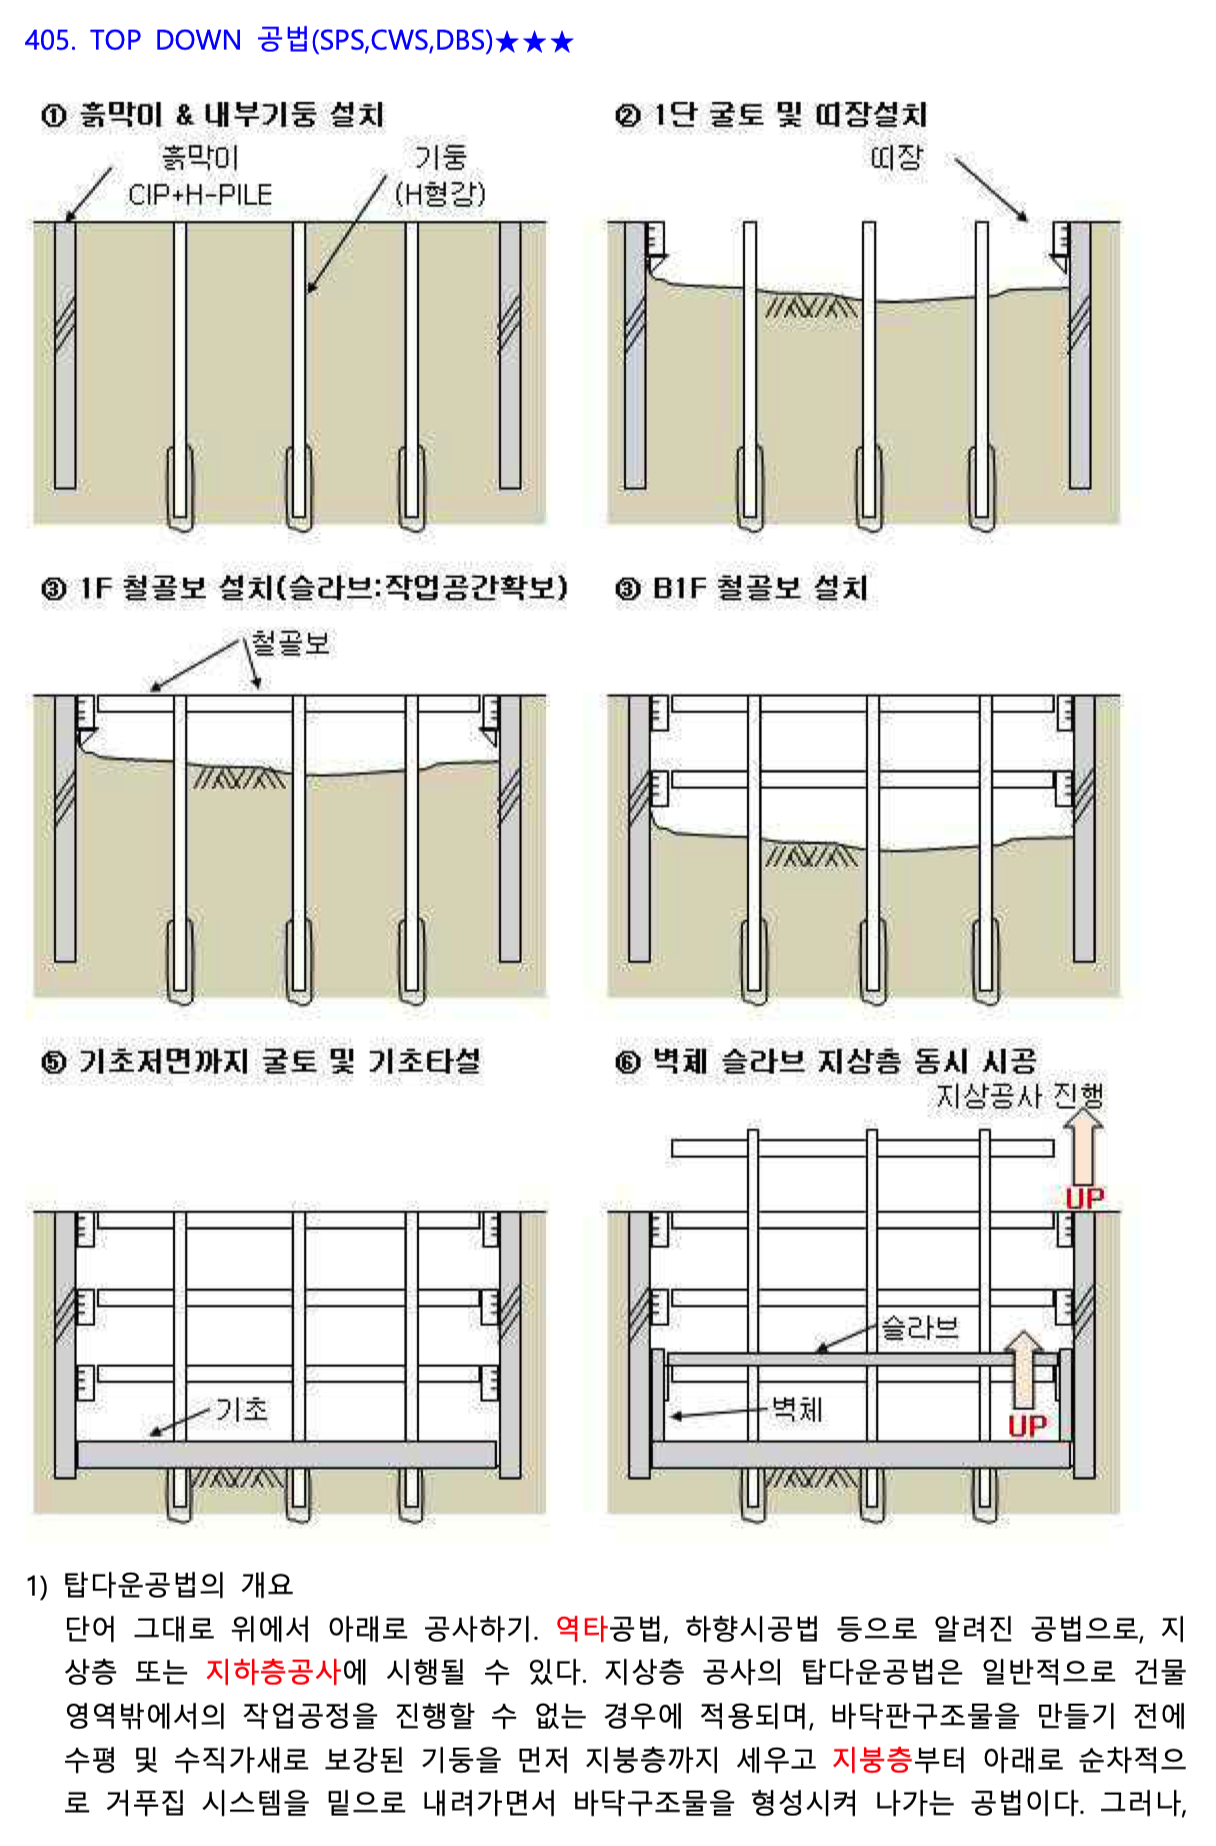 405. TOP DOWN 공법(SPS,CWS,DBS)★★★
① 흙막이 & 내부기둥 설치
흙막이
CIP+H-PILE
기둥
(H형강)
② 1단 굴토 및 띠장설치
띠장
③ 1F 철골보 설치(슬라브:작업공간확보)
철골보
③ B1F 철골보 설치
⑤ 기초저면까지 굴토 및 기초타설
기초
⑥ 벽체 슬라브 지상층 동시 시공
지상공사 진행
UP
슬라브
벽체
UP
1) 탑다운공법의 개요
단어 그대로 위에서 아래로 공사하기. 역타공법, 하향시공법 등으로 알려진 공법으로, 지
상층 또는 지하층공사에 시행될 수 있다. 지상층 공사의 탑다운공법은 일반적으로 건물
영역밖에서의 작업공정을 진행할 수 없는 경우에 적용되며, 바닥판구조물을 만들기 전에
수평 및 수직가새로 보강된 기둥을 먼저 지붕층까지 세우고 지붕층부터 아래로 순차적으
로 거푸집 시스템을 밑으로 내려가면서 바닥구조물을 형성시켜 나가는 공법이다. 그러나,